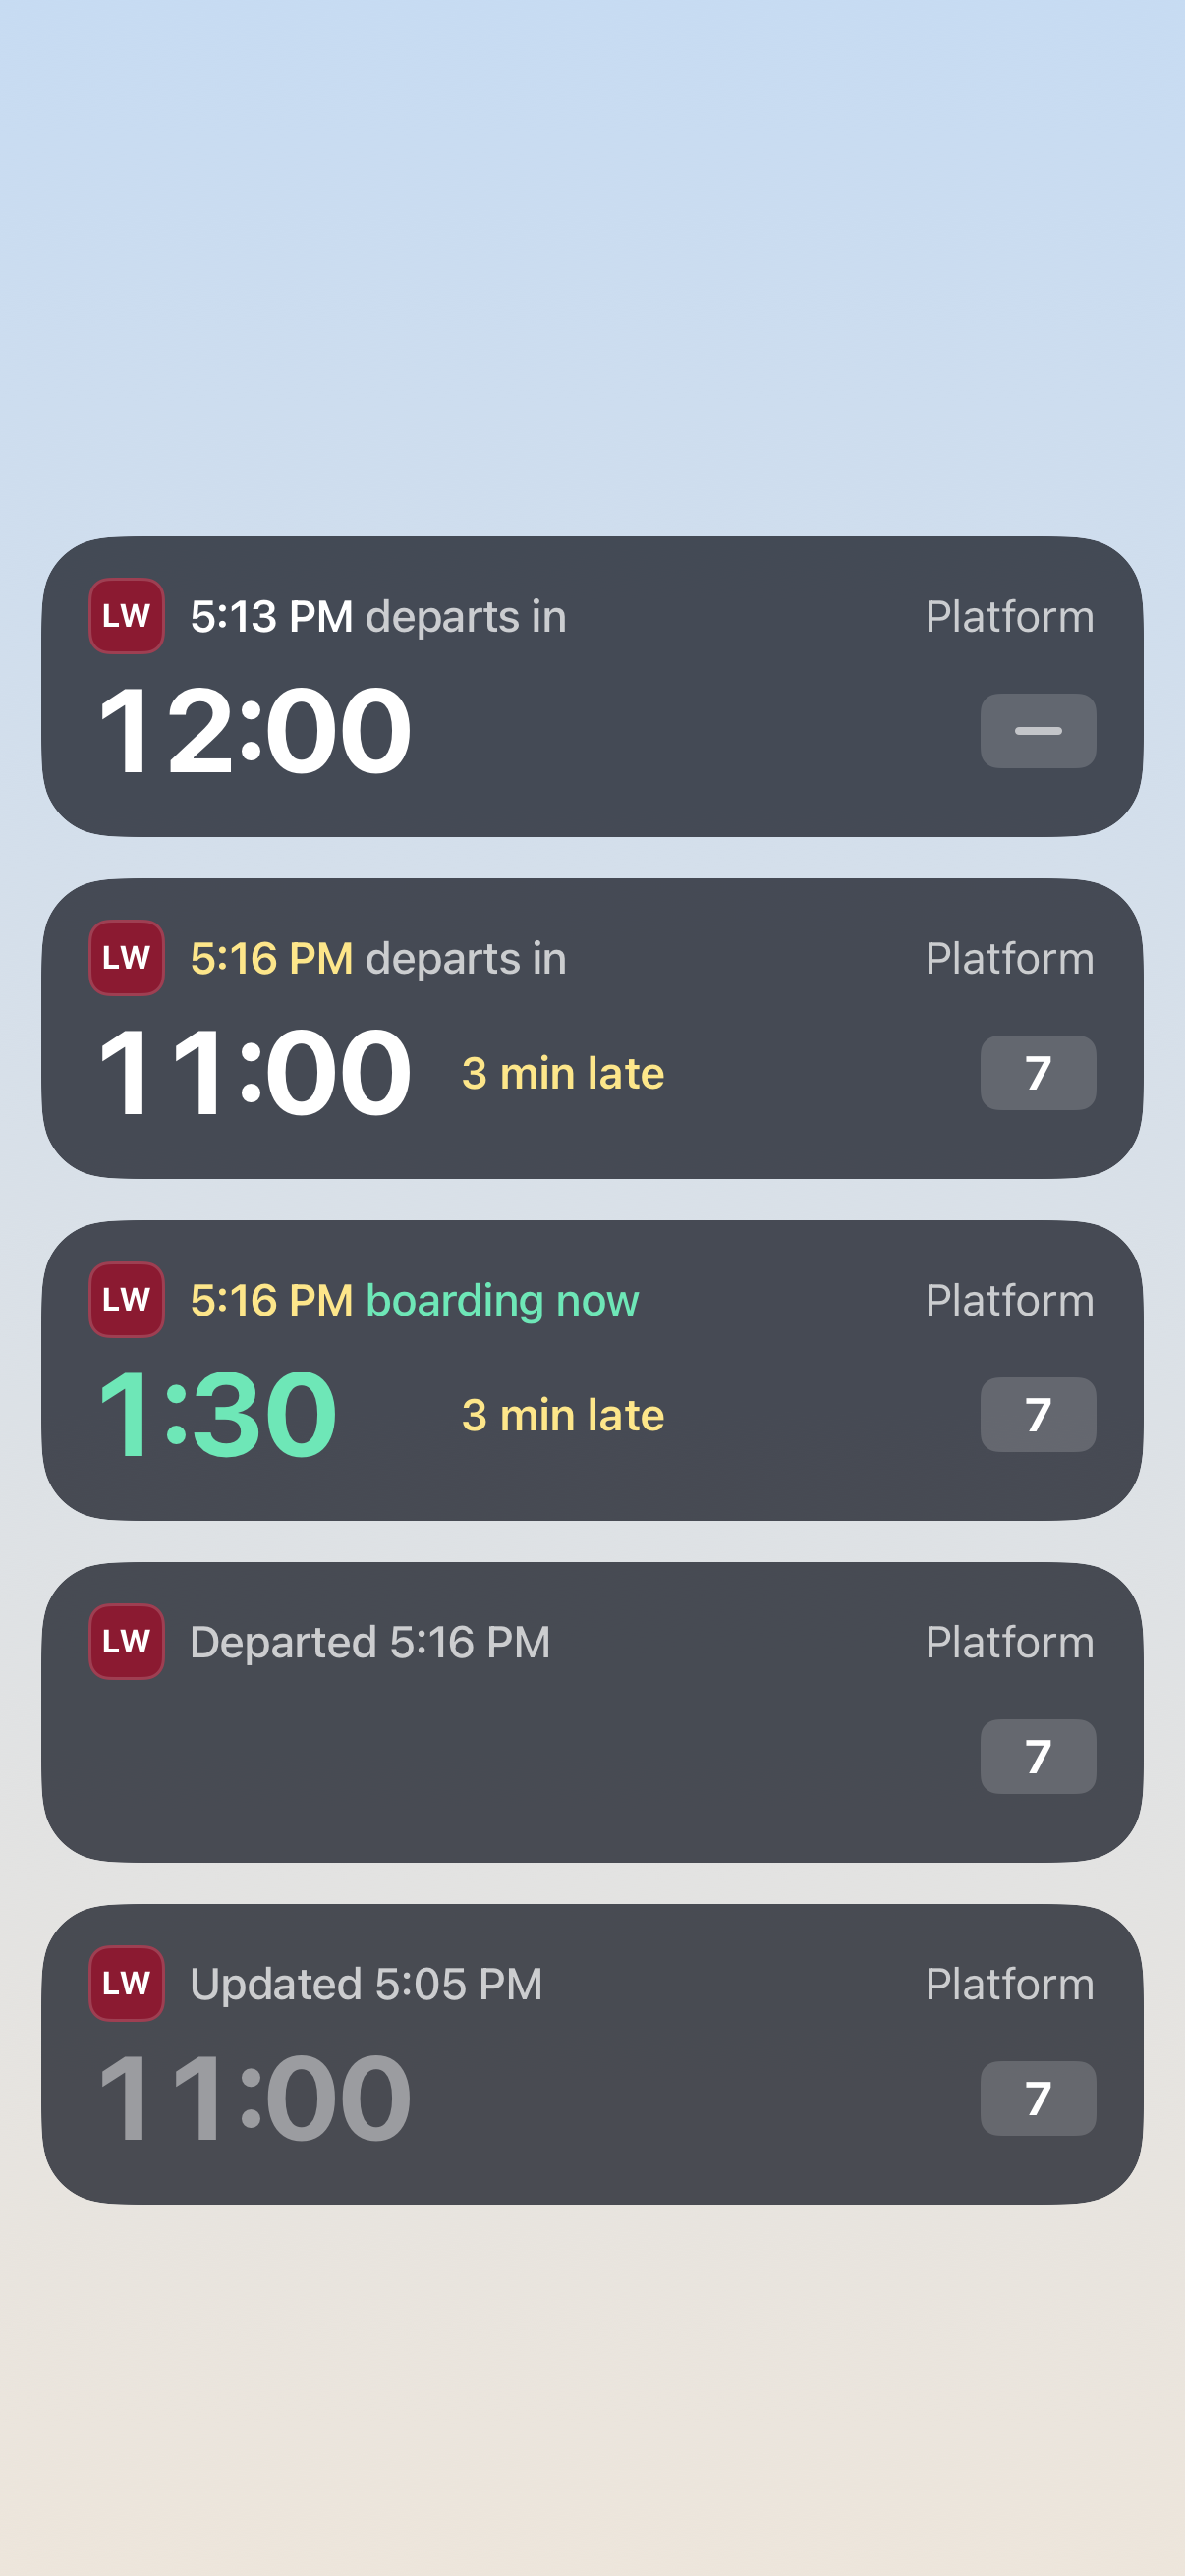 LW 5:13 PM departs in Platform
12:00 —
LW 5:16 PM departs in Platform
11:00 3 min late 7
LW 5:16 PM boarding now Platform
1:30 3 min late 7
LW Departed 5:16 PM Platform
7
LW Updated 5:05 PM Platform
11:00 7